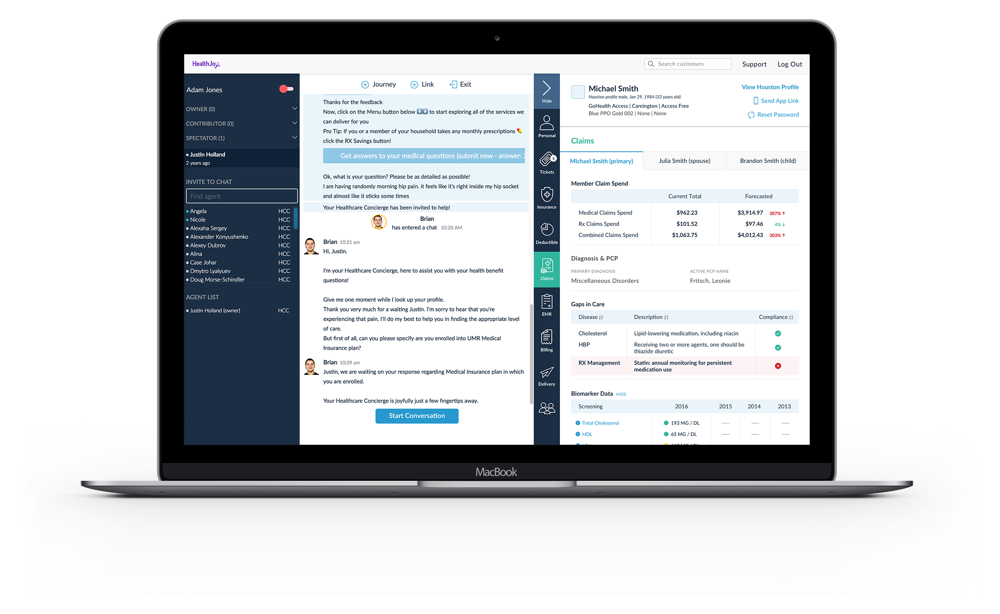 HealthJoy
Search customers
Support
Log Out
Adam Jones
OWNER (0)
CONTRIBUTOR (0)
SPECTATOR (1)
Justin Holland
2 years ago
INVITE TO CHAT
Find agent
Angela HCC
Nicole HCC
Alexaha Sergey HCC
Alexander Konyushenko HCC
Alexey Dubrov HCC
Alina HCC
Case Johar HCC
Dmytro Lyalyuev HCC
Doug Morse-Schindler HCC
AGENT LIST
Justin Holland (owner) HCC
Journey Link Exit
Thanks for the feedback
Now, click on the Menu button below ⬇️⬇️ to start exploring all of the services we
can deliver for you
Pro Tip: If you or a member of your household takes any monthly prescriptions 💊
click the RX Savings button!
Get answers to your medical questions (submit now - answer:
Ok, what is your question? Please be as detailed as possible!
I am having randomly morning hip pain. it feels like it's right inside my hip socket
and almost like it sticks some times
Your Healthcare Concierge has been invited to help!
Brian
has entered a chat 10:20 AM
Brian 10:21 am
Hi, Justin.
I'm your Healthcare Concierge, here to assist you with your health benefit
questions!
Give me one moment while I look up your profile.
Thank you very much for a waiting Justin. I'm sorry to hear that you're
experiencing that pain. I'll do my best to help you in finding the appropriate level
of care.
But first of all, can you please specify are you enrolled into UMR Medical
Insurance plan?
Brian 10:39 am
Justin, we are waiting on your response regarding Medical Insurance plan in which
you are enrolled.
Your Healthcare Concierge is joyfully just a few fingertips away.
Start Conversation
Hide
Personal
5
Tickets
Insurance
Deductible
Claims
EMR
Billing
Delivery
Michael Smith
Houston profile male, Jan 29, 1984 (33 years old)
GoHealth Access | Careington | Access Free
Blue PPO Gold 002 | None | None
View Houston Profile
Send App Link
Reset Password
Claims
Michael Smith (primary) Julia Smith (spouse) Brandon Smith (child)
Member Claim Spend
Current Total Forecasted
Medical Claims Spend $962.23 $3,914.97 307% ↑
Rx Claims Spend $101.52 $97.46 4% ↓
Combined Claims Spend $1,063.75 $4,012.43 303% ↑
Diagnosis & PCP
PRIMARY DIAGNOSIS ACTIVE PCP NAME
Miscellaneous Disorders Fritsch, Leonie
Gaps in Care
Disease Description Compliance
Cholesterol Lipid-lowering medication, including niacin
HBP Receiving two or more agents, one should be
thiazide diuretic
RX Management Statin: annual monitoring for persistent
medication use
Biomarker Data HIDE
Screening 2016 2015 2014 2013
Total Cholesterol 193 MG / DL — — —
HDL 65 MG / DL — — —
MacBook